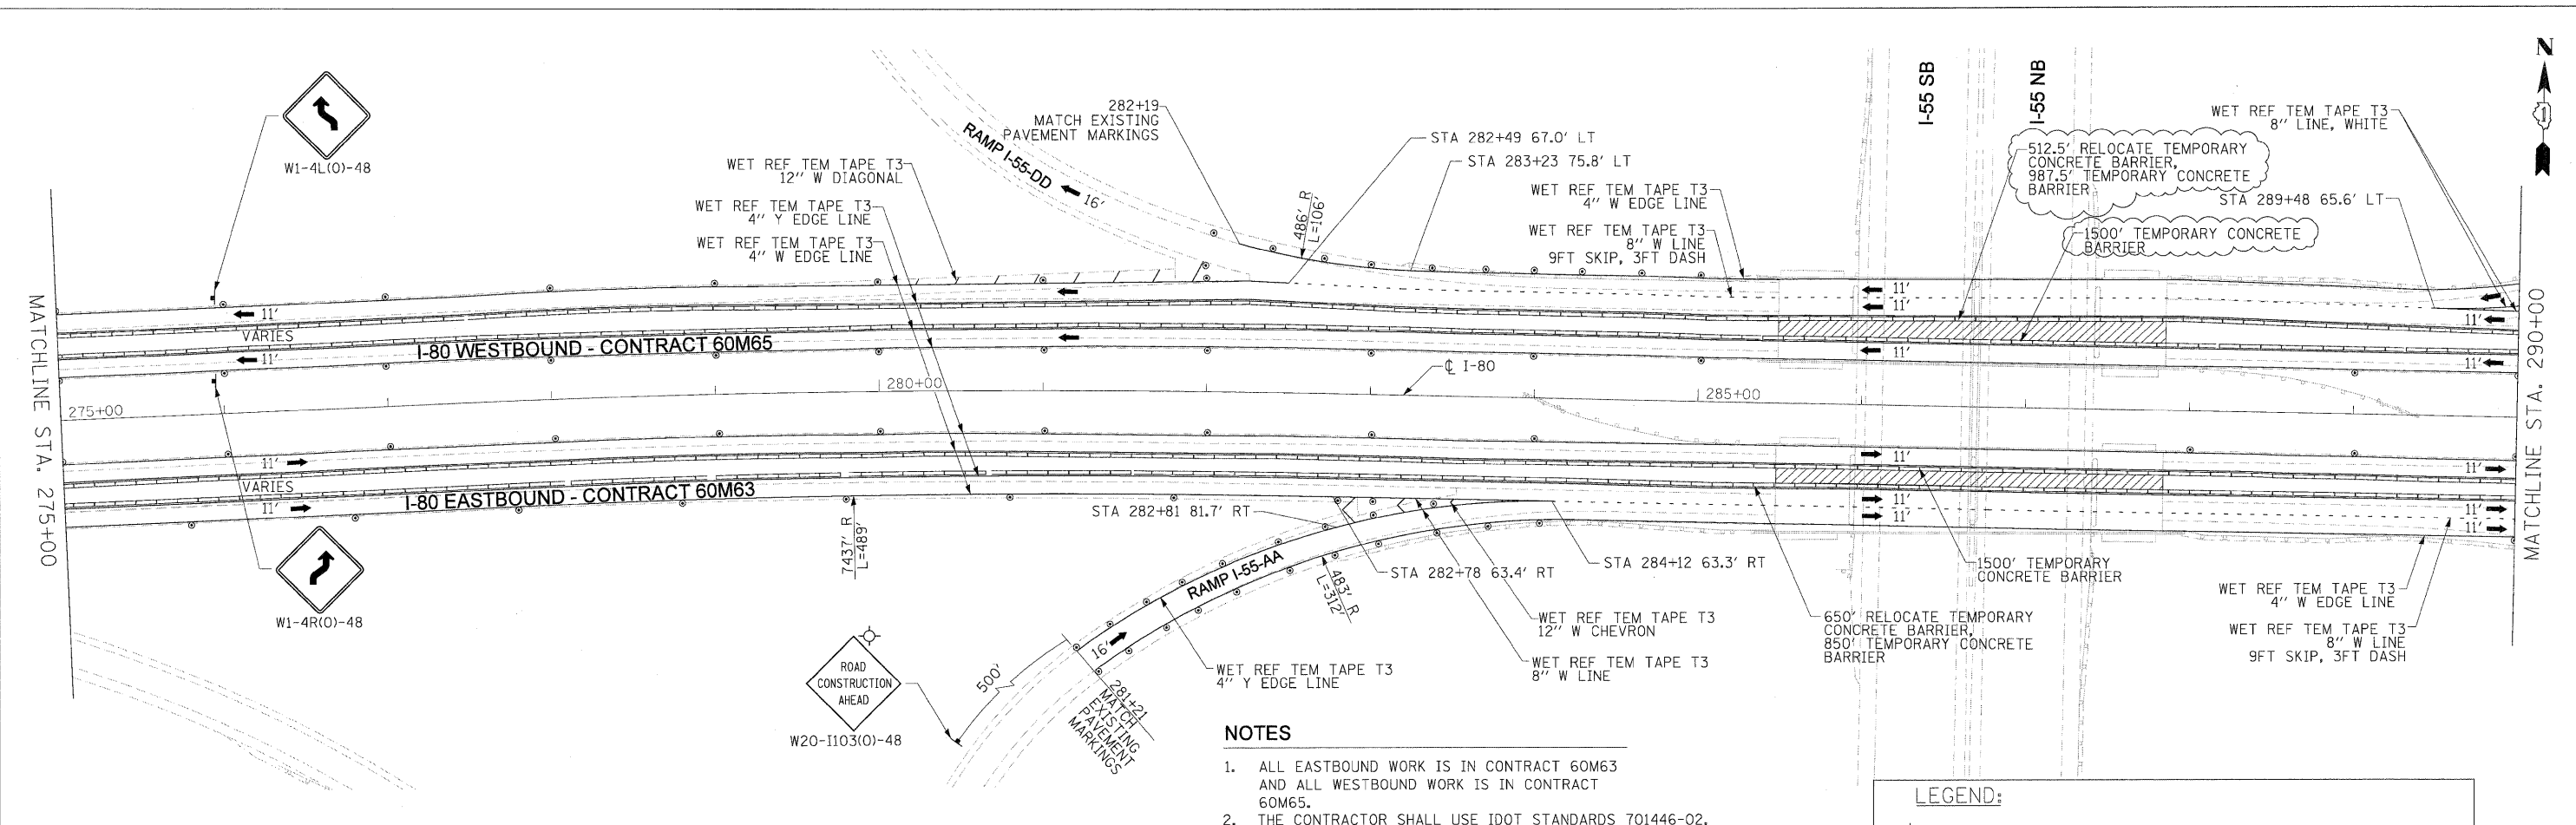 N
1
282+19
MATCH EXISTING
PAVEMENT MARKINGS
RAMP I-55-DD
16'
STA 282+49 67.0' LT
STA 283+23 75.8' LT
486' R
L=106'
WET REF TEM TAPE T3
4" W EDGE LINE
WET REF TEM TAPE T3
8" W LINE
9FT SKIP, 3FT DASH
I-55 SB
I-55 NB
WET REF TEM TAPE T3
8" LINE, WHITE
512.5' RELOCATE TEMPORARY
CONCRETE BARRIER,
987.5' TEMPORARY CONCRETE
BARRIER
STA 289+48 65.6' LT
1500' TEMPORARY CONCRETE
BARRIER
W1-4L(O)-48
WET REF TEM TAPE T3
12" W DIAGONAL
WET REF TEM TAPE T3
4" Y EDGE LINE
WET REF TEM TAPE T3
4" W EDGE LINE
MATCHLINE STA. 275+00
MATCHLINE STA. 290+00
11'
VARIES
11'
I-80 WESTBOUND - CONTRACT 60M65
11'
11'
11'
11'
11'
℄ I-80
275+00
280+00
285+00
11'
VARIES
11'
I-80 EASTBOUND - CONTRACT 60M63
11'
11'
11'
11'
11'
11'
W1-4R(O)-48
7437' R
L=489'
STA 282+81 81.7' RT
STA 282+78 63.4' RT
STA 284+12 63.3' RT
RAMP I-55-AA
16'
483' R
L=312'
500'
281+21
MATCH
EXISTING
PAVEMENT
MARKINGS
ROAD
CONSTRUCTION
AHEAD
W20-I103(O)-48
WET REF TEM TAPE T3
4" Y EDGE LINE
WET REF TEM TAPE T3
12" W CHEVRON
WET REF TEM TAPE T3
8" W LINE
1500' TEMPORARY
CONCRETE BARRIER
650' RELOCATE TEMPORARY
CONCRETE BARRIER,
850' TEMPORARY CONCRETE
BARRIER
WET REF TEM TAPE T3
4" W EDGE LINE
WET REF TEM TAPE T3
8" W LINE
9FT SKIP, 3FT DASH
NOTES
1. ALL EASTBOUND WORK IS IN CONTRACT 60M63
AND ALL WESTBOUND WORK IS IN CONTRACT
60M65.
2. THE CONTRACTOR SHALL USE IDOT STANDARDS 701446-02,
LEGEND: